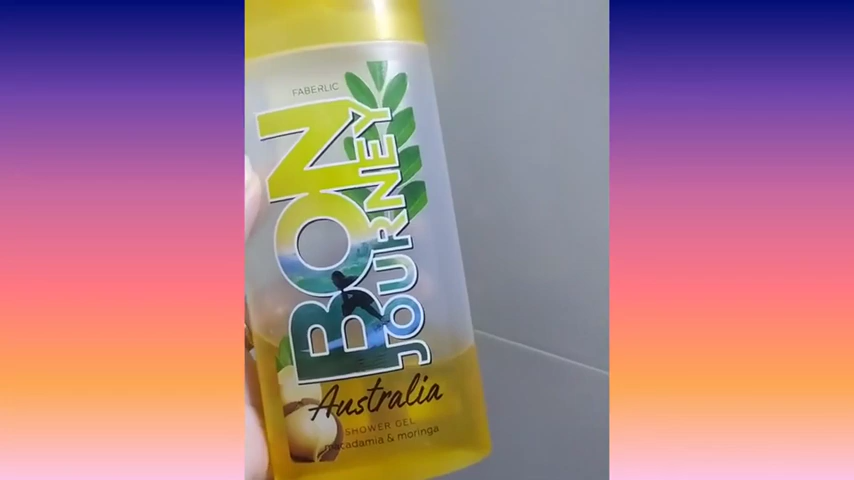 FABERLIC
BON
JOURNEY
Australia
SHOWER GEL
macadamia & moringa